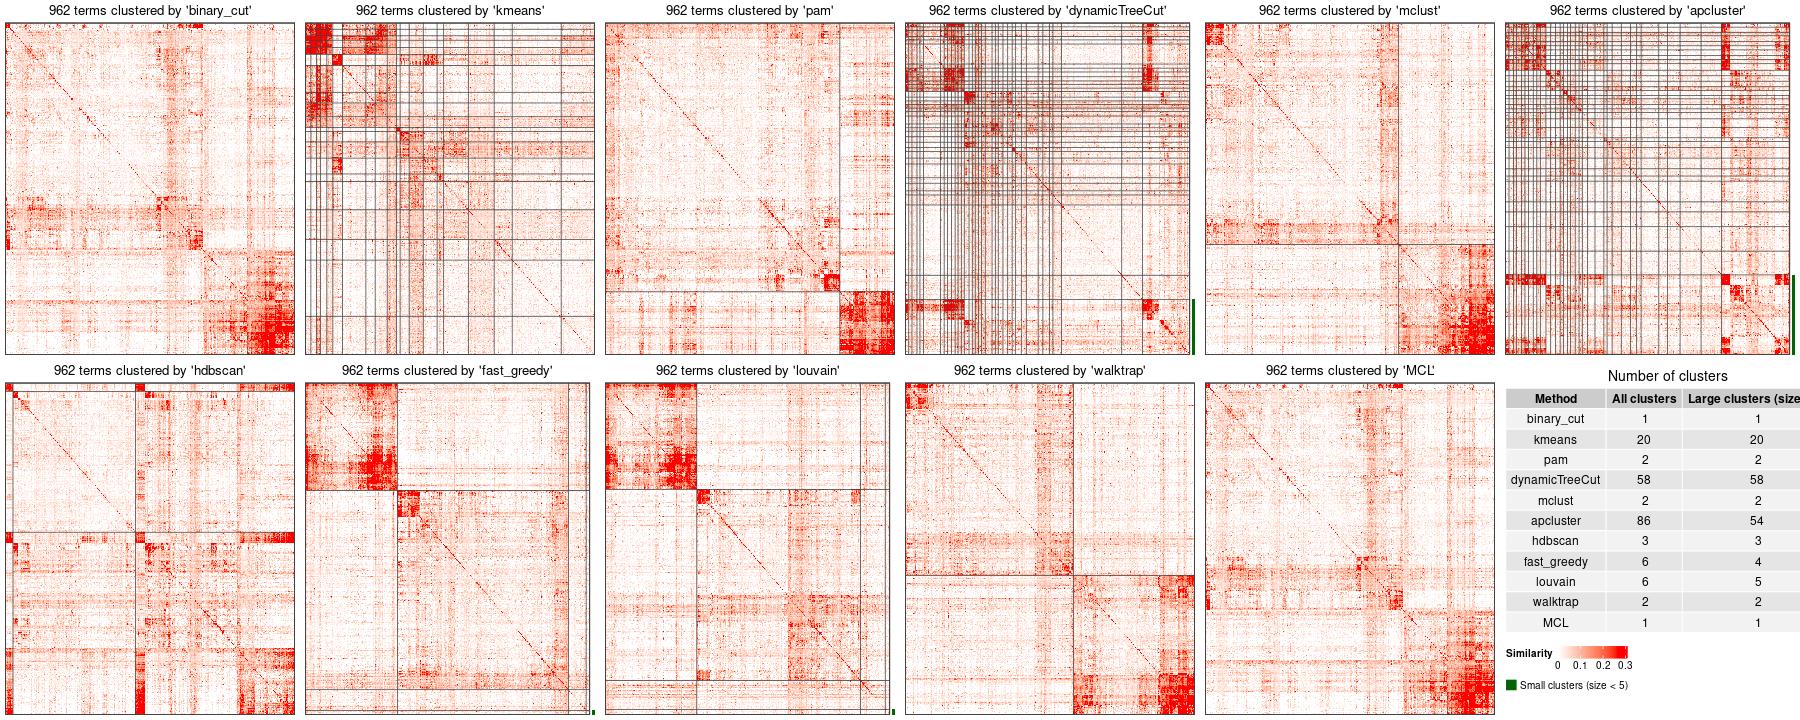 962 terms clustered by 'binary_cut'
962 terms clustered by 'kmeans'
962 terms clustered by 'pam'
962 terms clustered by 'dynamicTreeCut'
962 terms clustered by 'mclust'
962 terms clustered by 'apcluster'
962 terms clustered by 'hdbscan'
962 terms clustered by 'fast_greedy'
962 terms clustered by 'louvain'
962 terms clustered by 'walktrap'
962 terms clustered by 'MCL'
Number of clusters
Method All clusters Large clusters (size
binary_cut 1 1
kmeans 20 20
pam 2 2
dynamicTreeCut 58 58
mclust 2 2
apcluster 86 54
hdbscan 3 3
fast_greedy 6 4
louvain 6 5
walktrap 2 2
MCL 1 1
Similarity
0 0.1 0.2 0.3
Small clusters (size < 5)